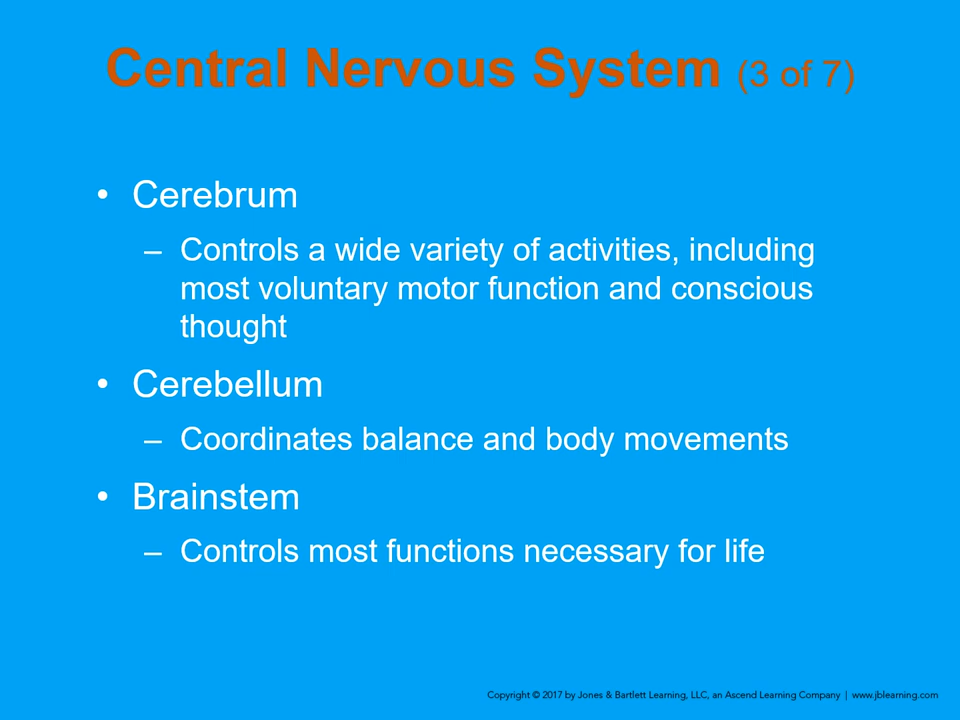 Central Nervous System (3 of 7)
• Cerebrum
– Controls a wide variety of activities, including
most voluntary motor function and conscious
thought
• Cerebellum
– Coordinates balance and body movements
• Brainstem
– Controls most functions necessary for life
Copyright © 2017 by Jones & Bartlett Learning, LLC, an Ascend Learning Company | www.jblearning.com